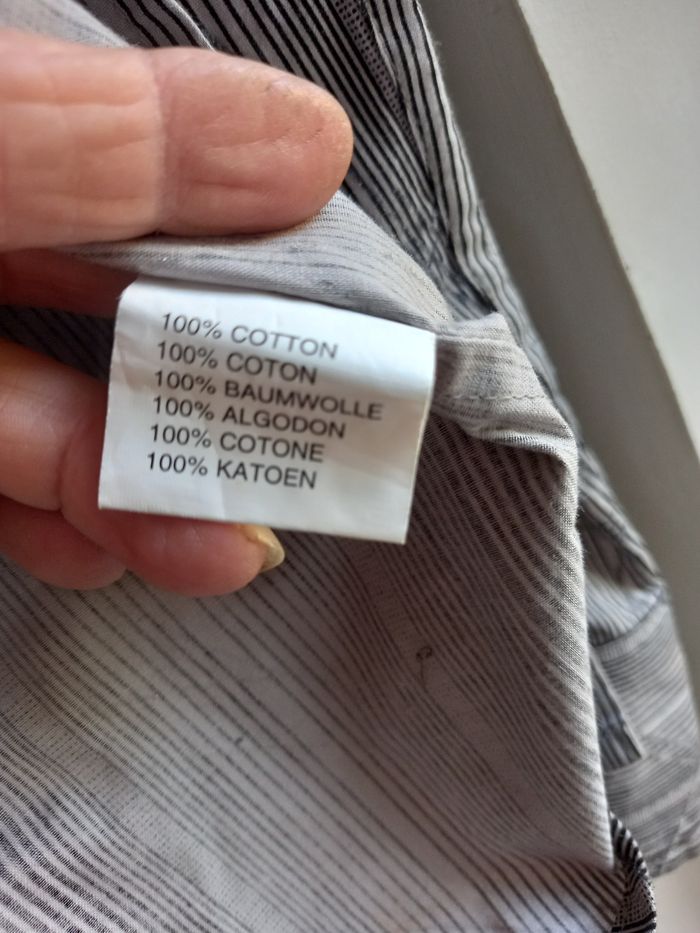 100% COTTON
100% COTON
100% BAUMWOLLE
100% ALGODON
100% COTONE
100% KATOEN